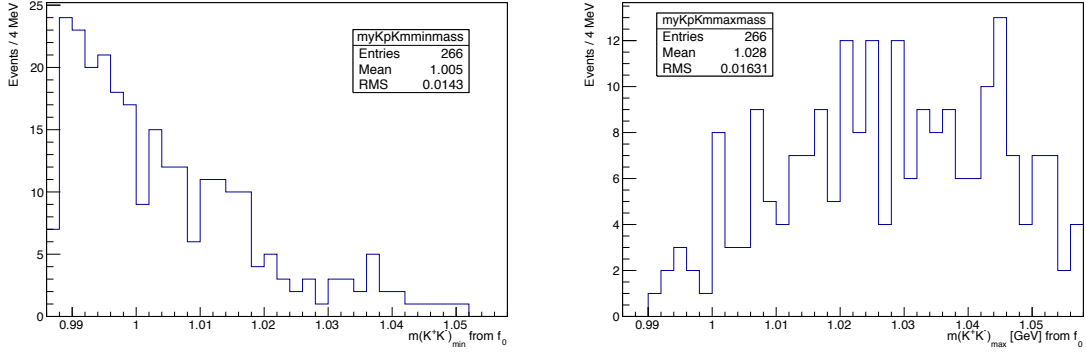 Events / 4 MeV
25
20
15
10
5
0
myKpKmminmass
Entries 266
Mean 1.005
RMS 0.0143
0.99 1 1.01 1.02 1.03 1.04 1.05
m(K⁺K⁻)min from f₀
Events / 4 MeV
12
10
8
6
4
2
0
myKpKmmaxmass
Entries 266
Mean 1.028
RMS 0.01631
0.99 1 1.01 1.02 1.03 1.04 1.05
m(K⁺K⁻)max [GeV] from f₀